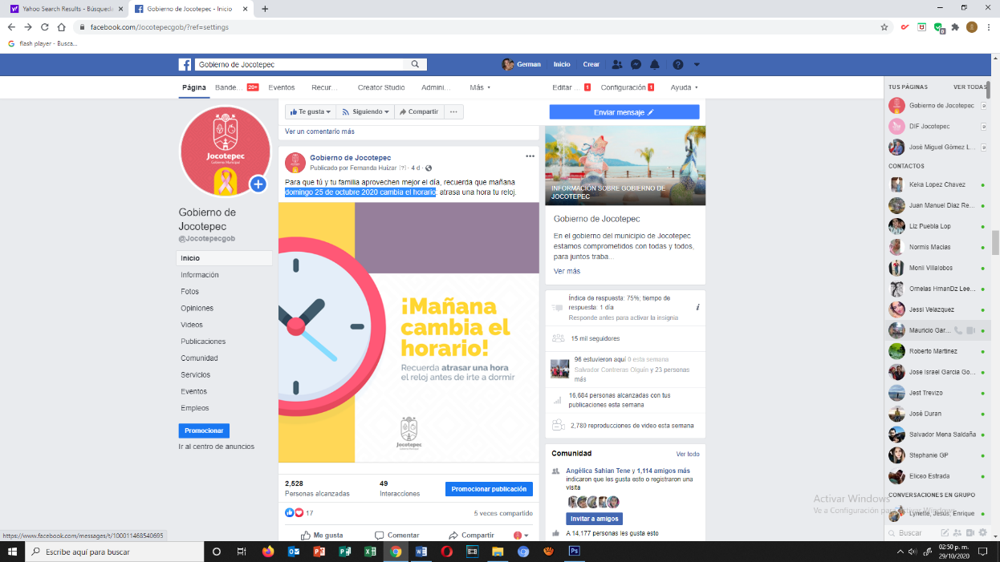 Yahoo Search Results - Búsqueda
Gobierno de Jocotepec - Inicio
facebook.com/Jocotepecgob/?ref=settings
flash player - Busca...
Gobierno de Jocotepec
German
Inicio
Crear
Página
Bande...
20+
Eventos
Recur...
Creator Studio
Admini...
Más
Editar ...
1
Configuración
1
Ayuda
Te gusta
Siguiendo
Compartir
Enviar mensaje
Jocotepec
Gobierno Municipal
Gobierno de
Jocotepec
@Jocotepecgob
Inicio
Información
Fotos
Opiniones
Videos
Publicaciones
Comunidad
Servicios
Eventos
Empleos
Promocionar
Ir al centro de anuncios
Ver un comentario más
Gobierno de Jocotepec
Publicado por Fernanda Huízar [?] · 4 d ·
Para que tú y tu familia aprovechen mejor el día, recuerda que mañana
domingo 25 de octubre 2020 cambia el horario, atrasa una hora tu reloj.
¡Mañana
cambia el
horario!
Recuerda atrasar una hora
el reloj antes de irte a dormir
Jocotepec
2,528
Personas alcanzadas
49
Interacciones
Promocionar publicación
17
5 veces compartido
Me gusta
Comentar
Compartir
INFORMACIÓN SOBRE GOBIERNO DE
JOCOTEPEC
Gobierno de Jocotepec
En el gobierno del municipio de Jocotepec
estamos comprometidos con todas y todos,
para juntos traba...
Ver más
Índice de respuesta: 75%; tiempo de
respuesta: 1 día
Responde antes para activar la insignia
15 mil seguidores
96 estuvieron aquí 0 esta semana
Salvador Contreras Olguín y 23 personas
más
16,684 personas alcanzadas con tus
publicaciones esta semana
2,780 reproducciones de video esta semana
Comunidad
Ver todo
Angélica Sahian Tene y 1,114 amigos más
indicaron que les gusta esto o registraron una
visita
Invitar a amigos
A 14,177 personas les gusta esto
TUS PÁGINAS
VER TODAS
Gobierno de Jocotepec
DIF Jocotepec
José Miguel Gómez L...
CONTACTOS
Keka Lopez Chavez
Juan Manuel Díaz Re...
Liz Puebla Lop
Normis Macias
Monii Villalobos
Ornelas HrnanDz Lee...
Jessi Velazquez
Mauricio Gar...
Roberto Martinez
Jose Israel Garcia Go...
Jest Trevizo
José Duran
Salvador Mena Saldaña
Stephanie GP
Eliceo Estrada
CONVERSACIONES EN GRUPO
Lynette, Jesus, Enrique
Buscar
Activar Windows
Ve a Configuración para activar Windows.
https://www.facebook.com/messages/t/100011468540695
Escribe aquí para buscar
02:50 p. m.
29/10/2020